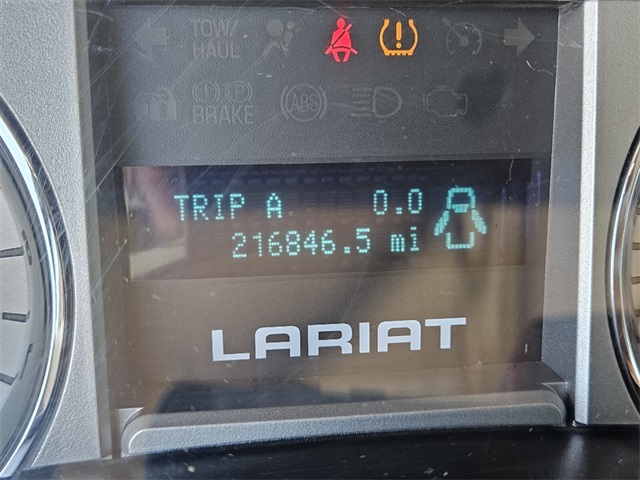 TOW/
HAUL
(!) (P)
BRAKE
(ABS)
TRIP A 0.0
216846.5 mi
LARIAT